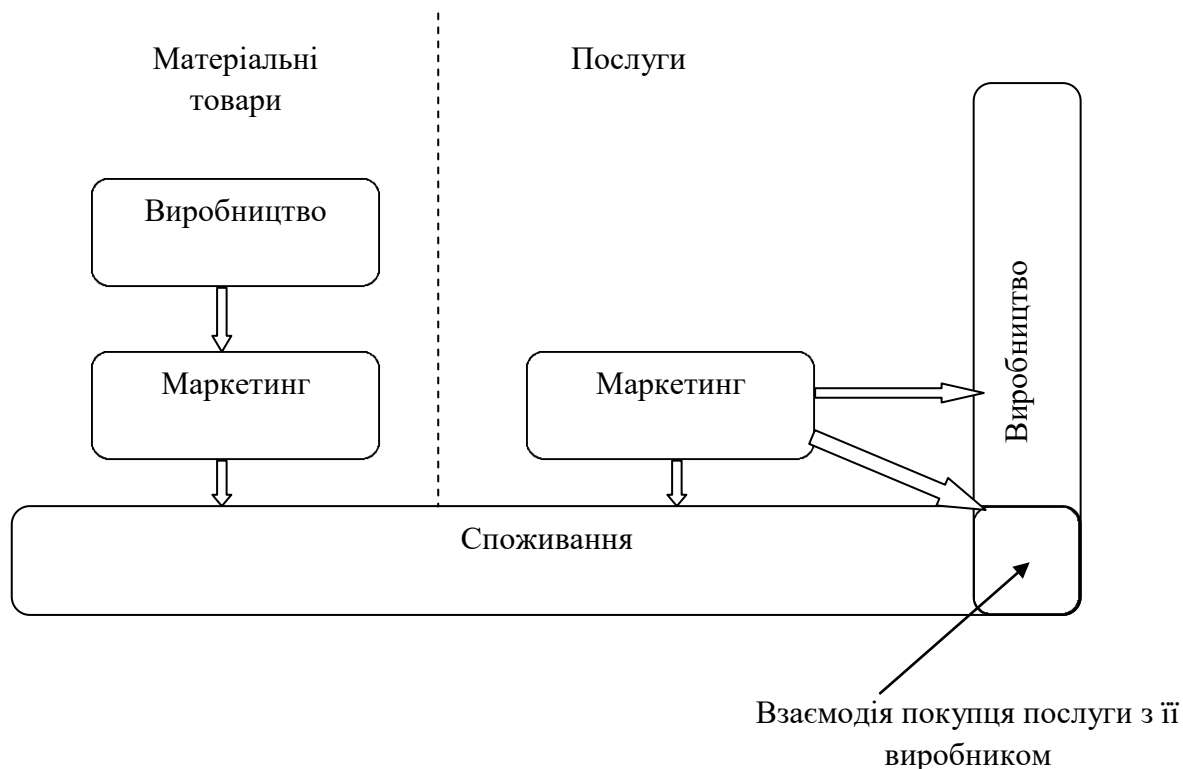 Матеріальні
товари
Послуги
Виробництво
Виробництво
Маркетинг
Маркетинг
Споживання
Взаємодія покупця послуги з її
виробником